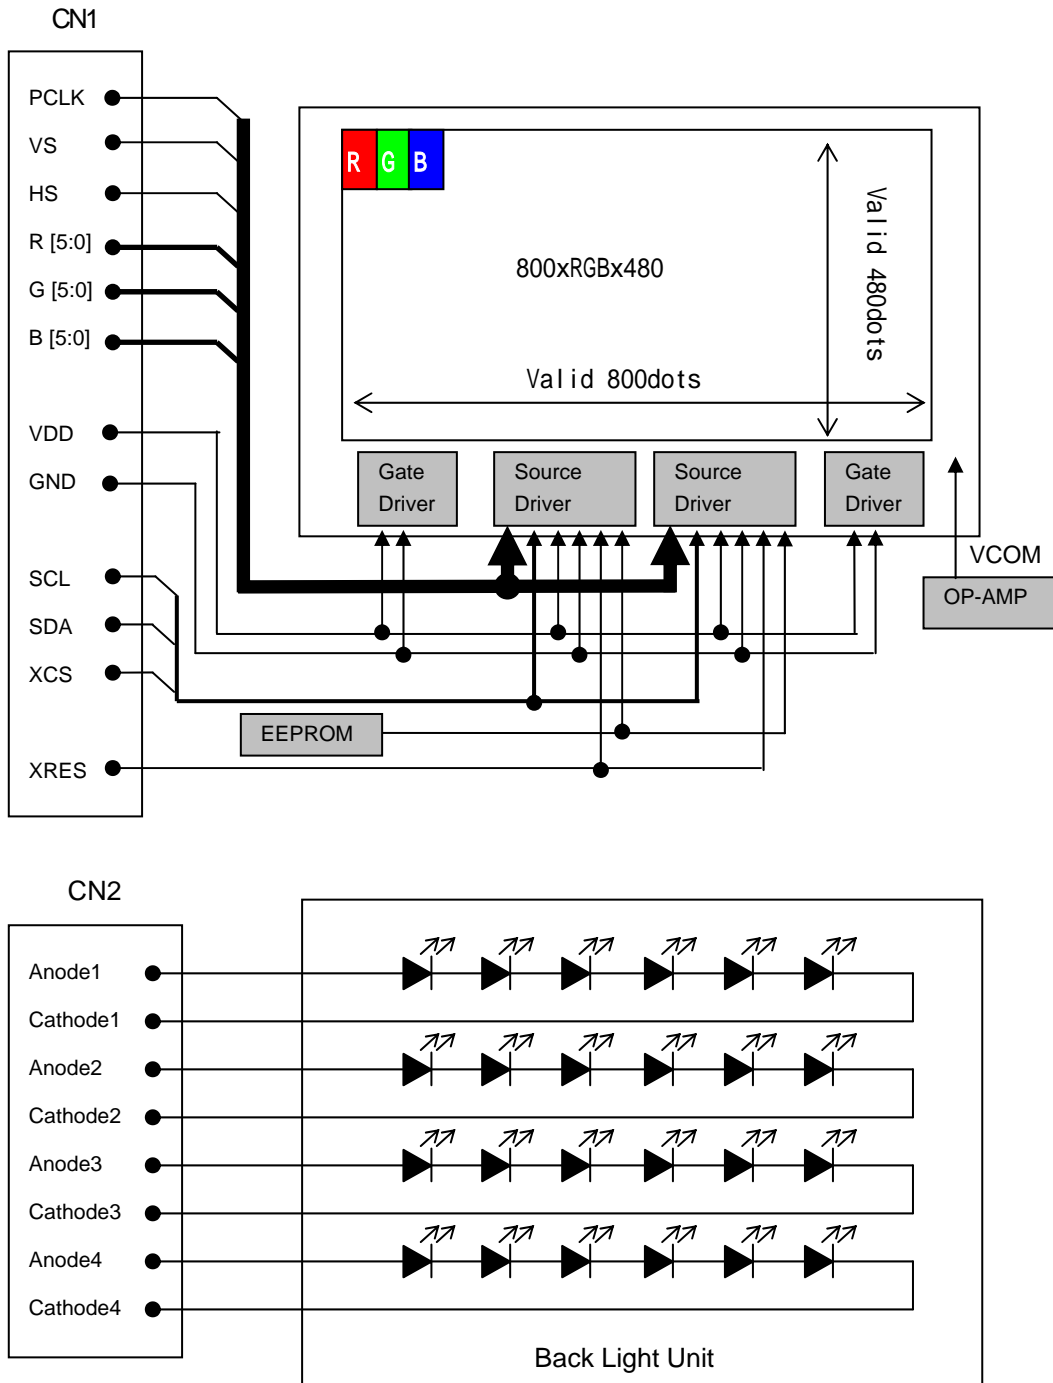 CN1
PCLK
VS
HS
R [5:0]
G [5:0]
B [5:0]
VDD
GND
SCL
SDA
XCS
XRES
R G B
800xRGBx480
Valid 480dots
Valid 800dots
Gate
Driver
Source
Driver
Source
Driver
Gate
Driver
VCOM
OP-AMP
EEPROM
CN2
Anode1
Cathode1
Anode2
Cathode2
Anode3
Cathode3
Anode4
Cathode4
Back Light Unit